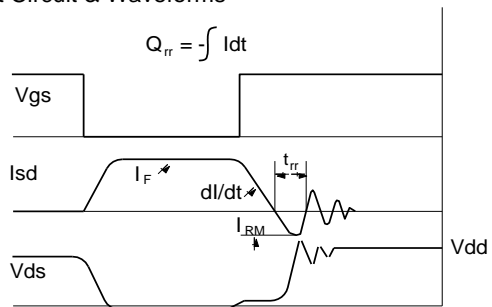 t Circuit & Waveforms
Qrr = -∫ Idt
Vgs
Isd
IF
dI/dt
trr
IRM
Vds
Vdd